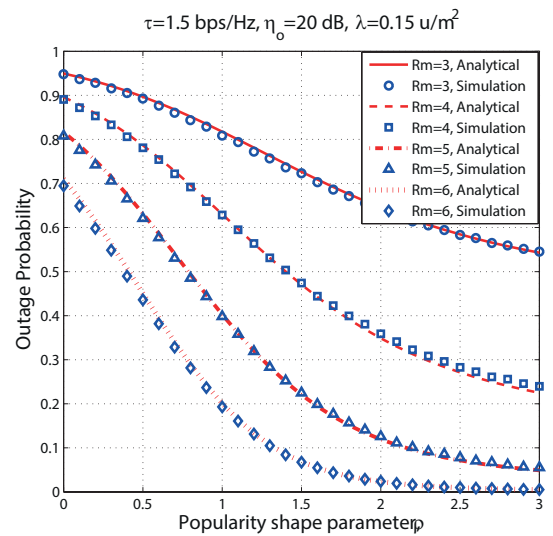 τ=1.5 bps/Hz, η₀=20 dB, λ=0.15 u/m²
Rm=3, Analytical
Rm=3, Simulation
Rm=4, Analytical
Rm=4, Simulation
Rm=5, Analytical
Rm=5, Simulation
Rm=6, Analytical
Rm=6, Simulation
Outage Probability
1
0.9
0.8
0.7
0.6
0.5
0.4
0.3
0.2
0.1
0
0 0.5 1 1.5 2 2.5 3
Popularity shape parameter,